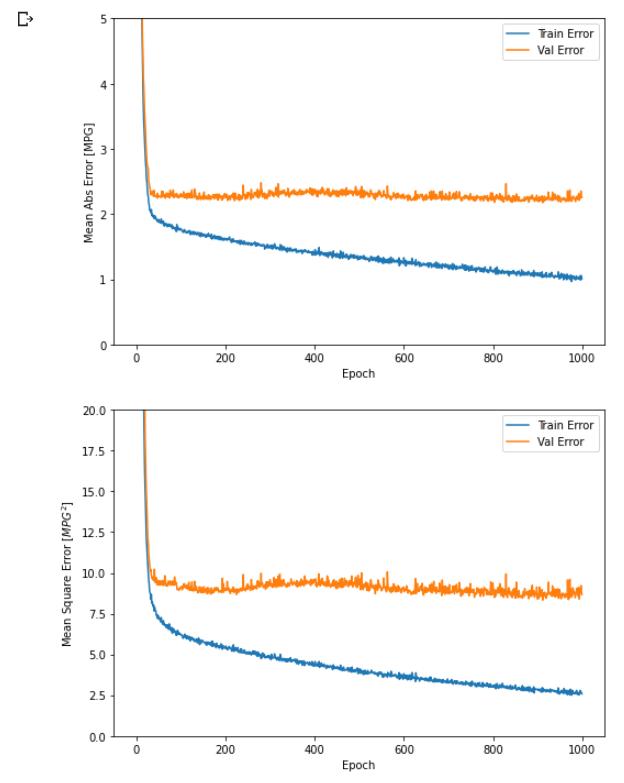 5
4
3
2
1
0
Mean Abs Error [MPG]
Train Error
Val Error
0 200 400 600 800 1000
Epoch
20.0
17.5
15.0
12.5
10.0
7.5
5.0
2.5
0.0
Mean Square Error [MPG²]
Train Error
Val Error
0 200 400 600 800 1000
Epoch